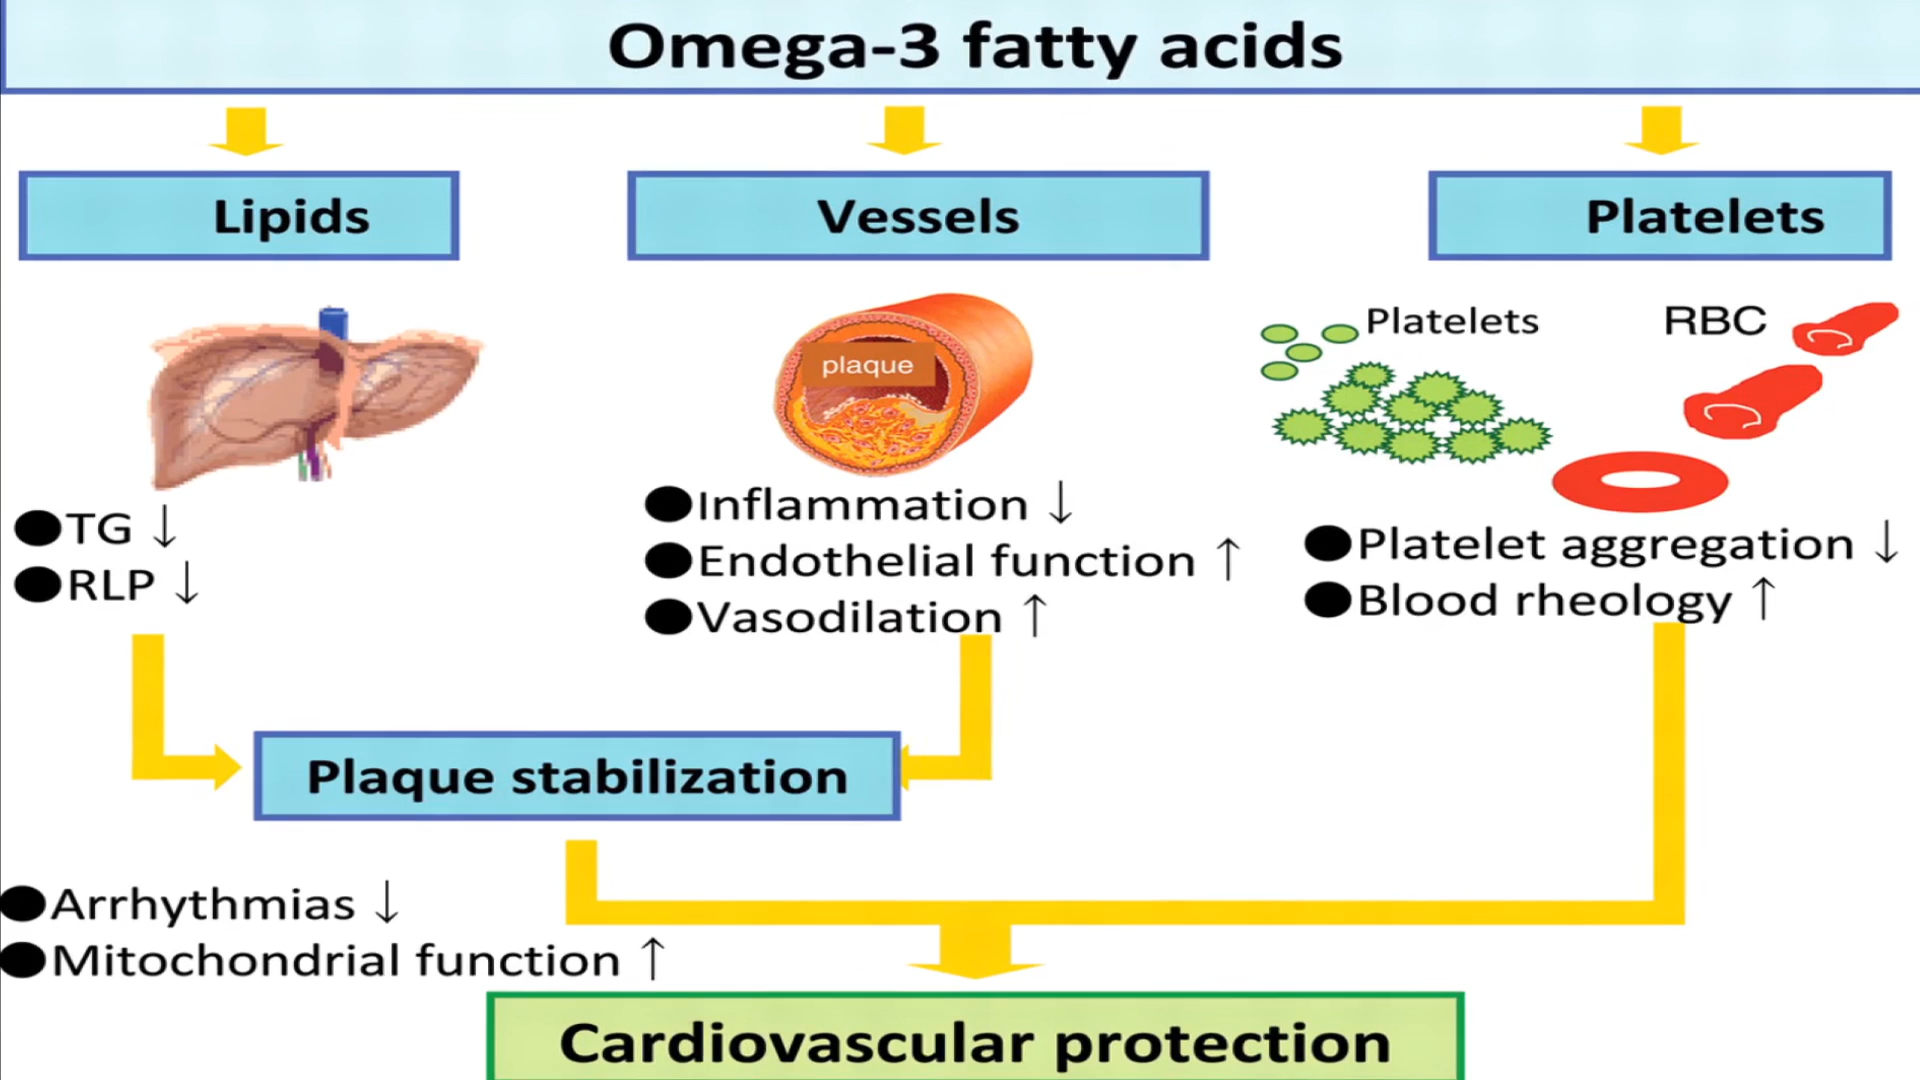 Omega-3 fatty acids
Lipids
Vessels
Platelets
plaque
Platelets
RBC
●TG ↓
●RLP ↓
●Inflammation ↓
●Endothelial function ↑
●Vasodilation ↑
●Platelet aggregation ↓
●Blood rheology ↑
Plaque stabilization
●Arrhythmias ↓
●Mitochondrial function ↑
Cardiovascular protection